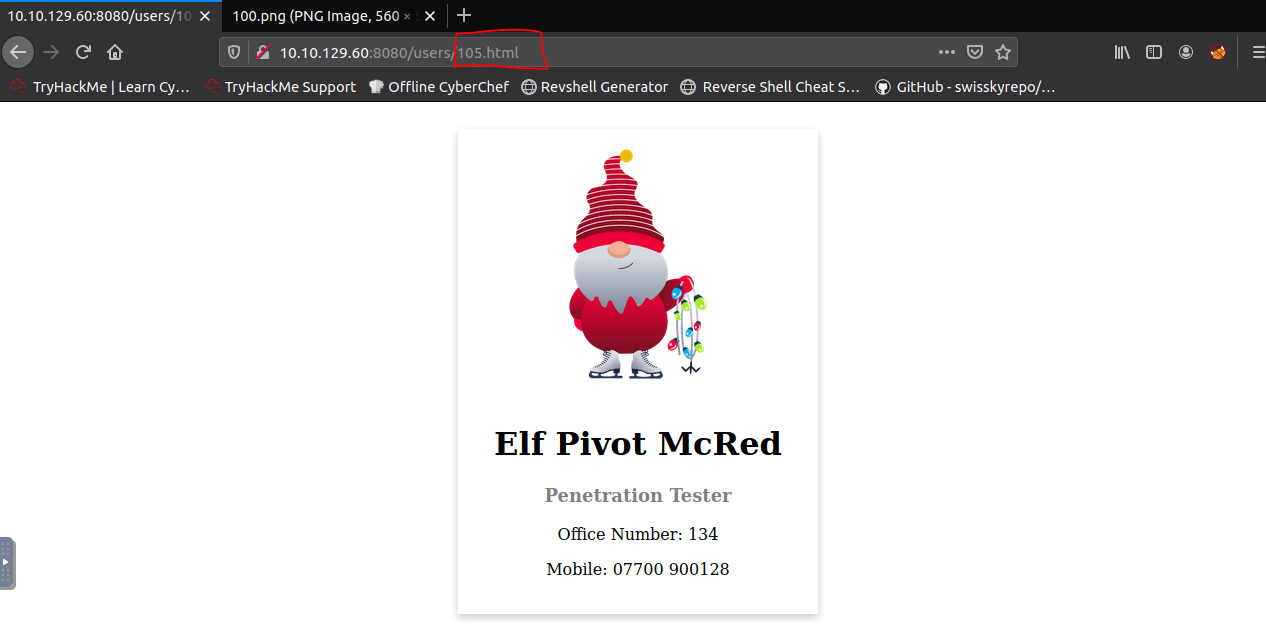 10.10.129.60:8080/users/10
100.png (PNG Image, 560 ×
10.10.129.60:8080/users/105.html
TryHackMe | Learn Cy…
TryHackMe Support
Offline CyberChef
Revshell Generator
Reverse Shell Cheat S…
GitHub - swisskyrepo/…
Elf Pivot McRed
Penetration Tester
Office Number: 134
Mobile: 07700 900128